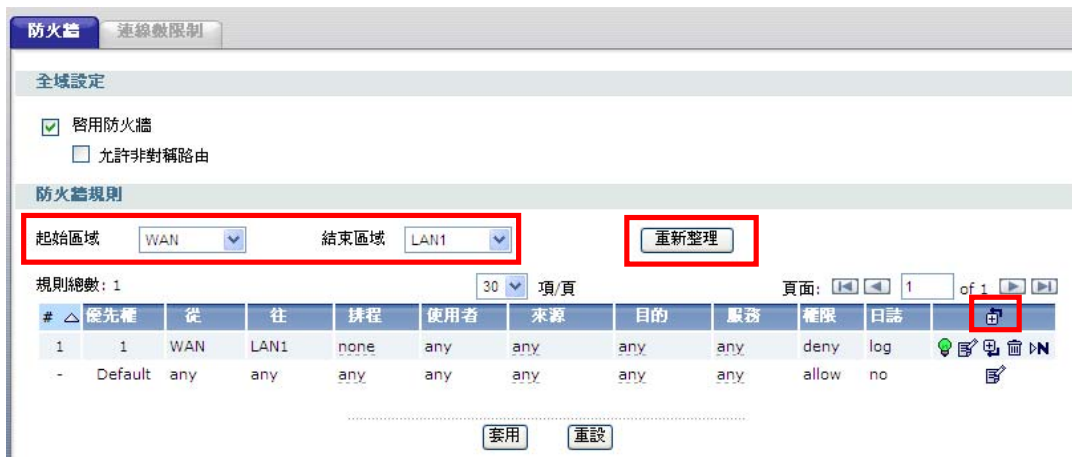 防火牆 連線數限制
全域設定
啓用防火牆
允許非對稱路由
防火牆規則
起始區域 WAN 結束區域 LAN1 重新整理
規則總數: 1 30 項/頁 頁面: 1 of 1
# 優先權 從 往 排程 使用者 來源 目的 服務 權限 日誌
1 1 WAN LAN1 none any any any any deny log N
- Default any any any any any any any allow no
套用 重設